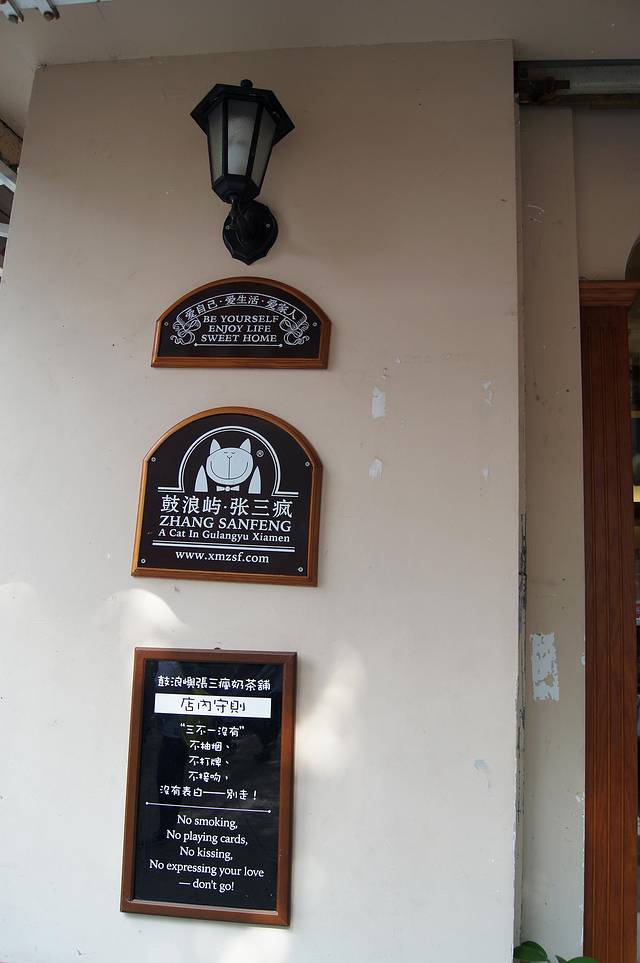 爱自己·爱生活·爱家人
BE YOURSELF
ENJOY LIFE
SWEET HOME
®
鼓浪屿·张三疯
ZHANG SANFENG
A Cat In Gulangyu Xiamen
www.xmzsf.com
鼓浪嶼張三瘋奶茶舖
店內守則
“三不一沒有”
不抽煙、
不打牌、
不接吻，
沒有表白——別走！
No smoking,
No playing cards,
No kissing,
No expressing your love
— don't go!